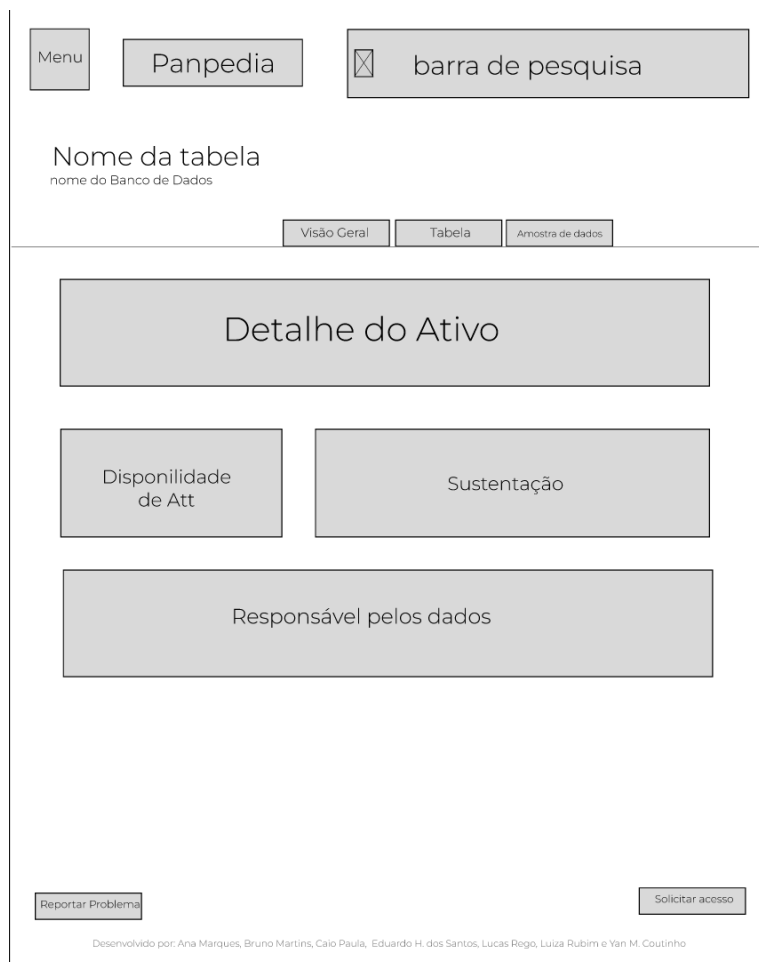 Menu
Panpedia
barra de pesquisa
Nome da tabela
nome do Banco de Dados
Visão Geral
Tabela
Amostra de dados
Detalhe do Ativo
Disponilidade
de Att
Sustentação
Responsável pelos dados
Reportar Problema
Solicitar acesso
Desenvolvido por: Ana Marques, Bruno Martins, Caio Paula, Eduardo H. dos Santos, Lucas Rego, Luiza Rubim e Yan M. Coutinho